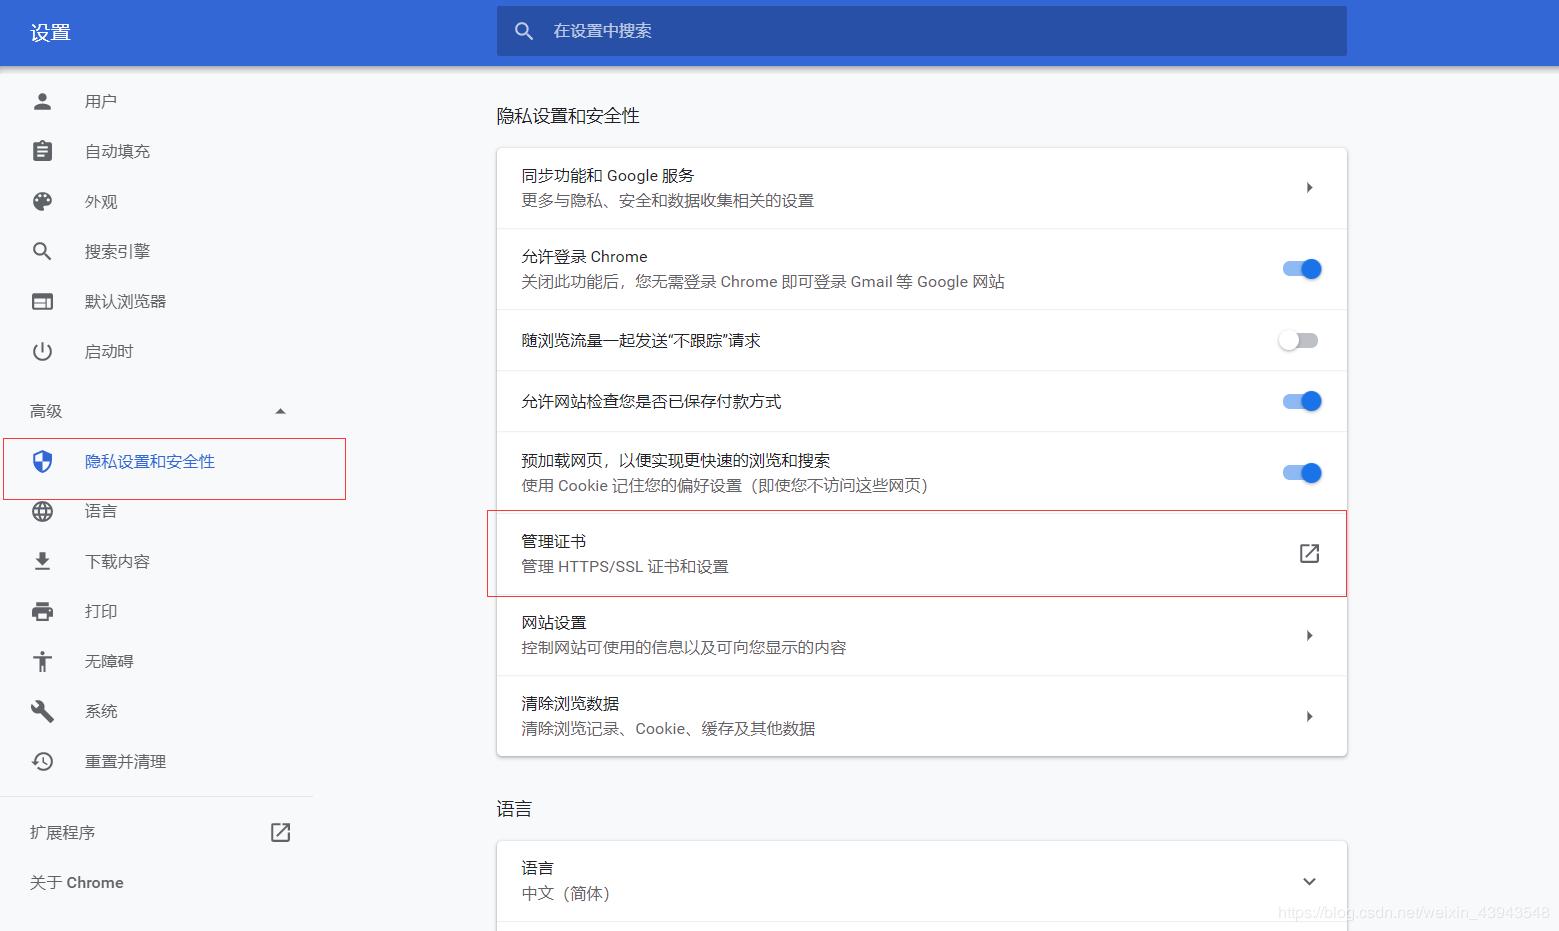 设置
在设置中搜索
用户
自动填充
外观
搜索引擎
默认浏览器
启动时
高级
隐私设置和安全性
语言
下载内容
打印
无障碍
系统
重置并清理
扩展程序
关于 Chrome
隐私设置和安全性
同步功能和 Google 服务
更多与隐私、安全和数据收集相关的设置
允许登录 Chrome
关闭此功能后，您无需登录 Chrome 即可登录 Gmail 等 Google 网站
随浏览流量一起发送“不跟踪”请求
允许网站检查您是否已保存付款方式
预加载网页，以便实现更快速的浏览和搜索
使用 Cookie 记住您的偏好设置（即使您不访问这些网页）
管理证书
管理 HTTPS/SSL 证书和设置
网站设置
控制网站可使用的信息以及可向您显示的内容
清除浏览数据
清除浏览记录、Cookie、缓存及其他数据
语言
语言
中文（简体）
https://blog.csdn.net/weixin_43943548